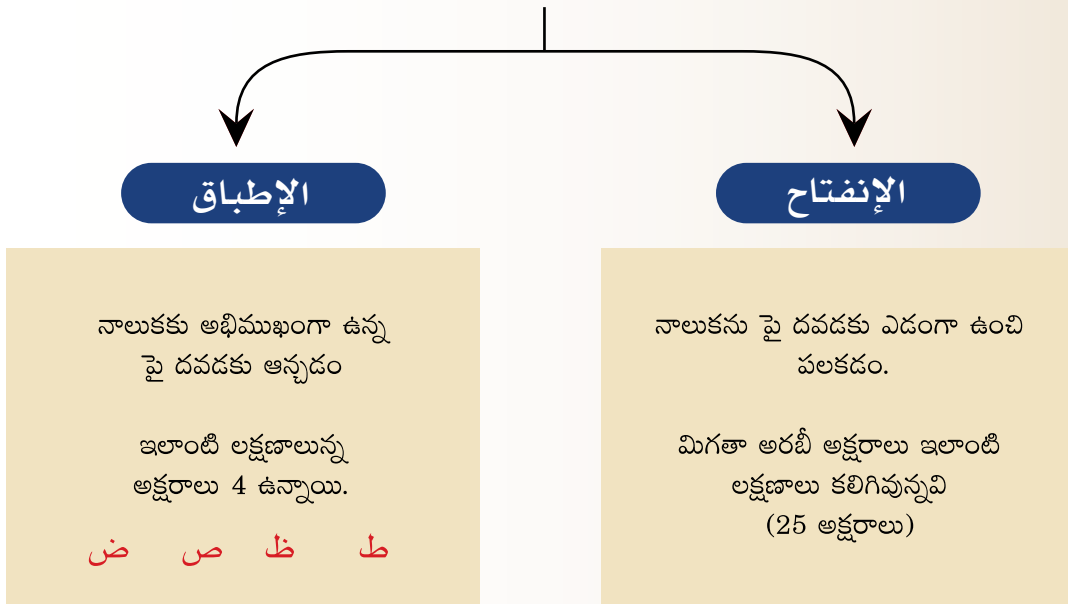 الإطباق
నాలుకకు అభిముఖంగా ఉన్న
పై దవడకు ఆన్చడం
ఇలాంటి లక్షణాలున్న
అక్షరాలు 4 ఉన్నాయి.
ط ظ ص ض
الإنفتاح
నాలుకను పై దవడకు ఎడంగా ఉంచి
పలకడం.
మిగతా అరబీ అక్షరాలు ఇలాంటి
లక్షణాలు కలిగివున్నవి
(25 అక్షరాలు)